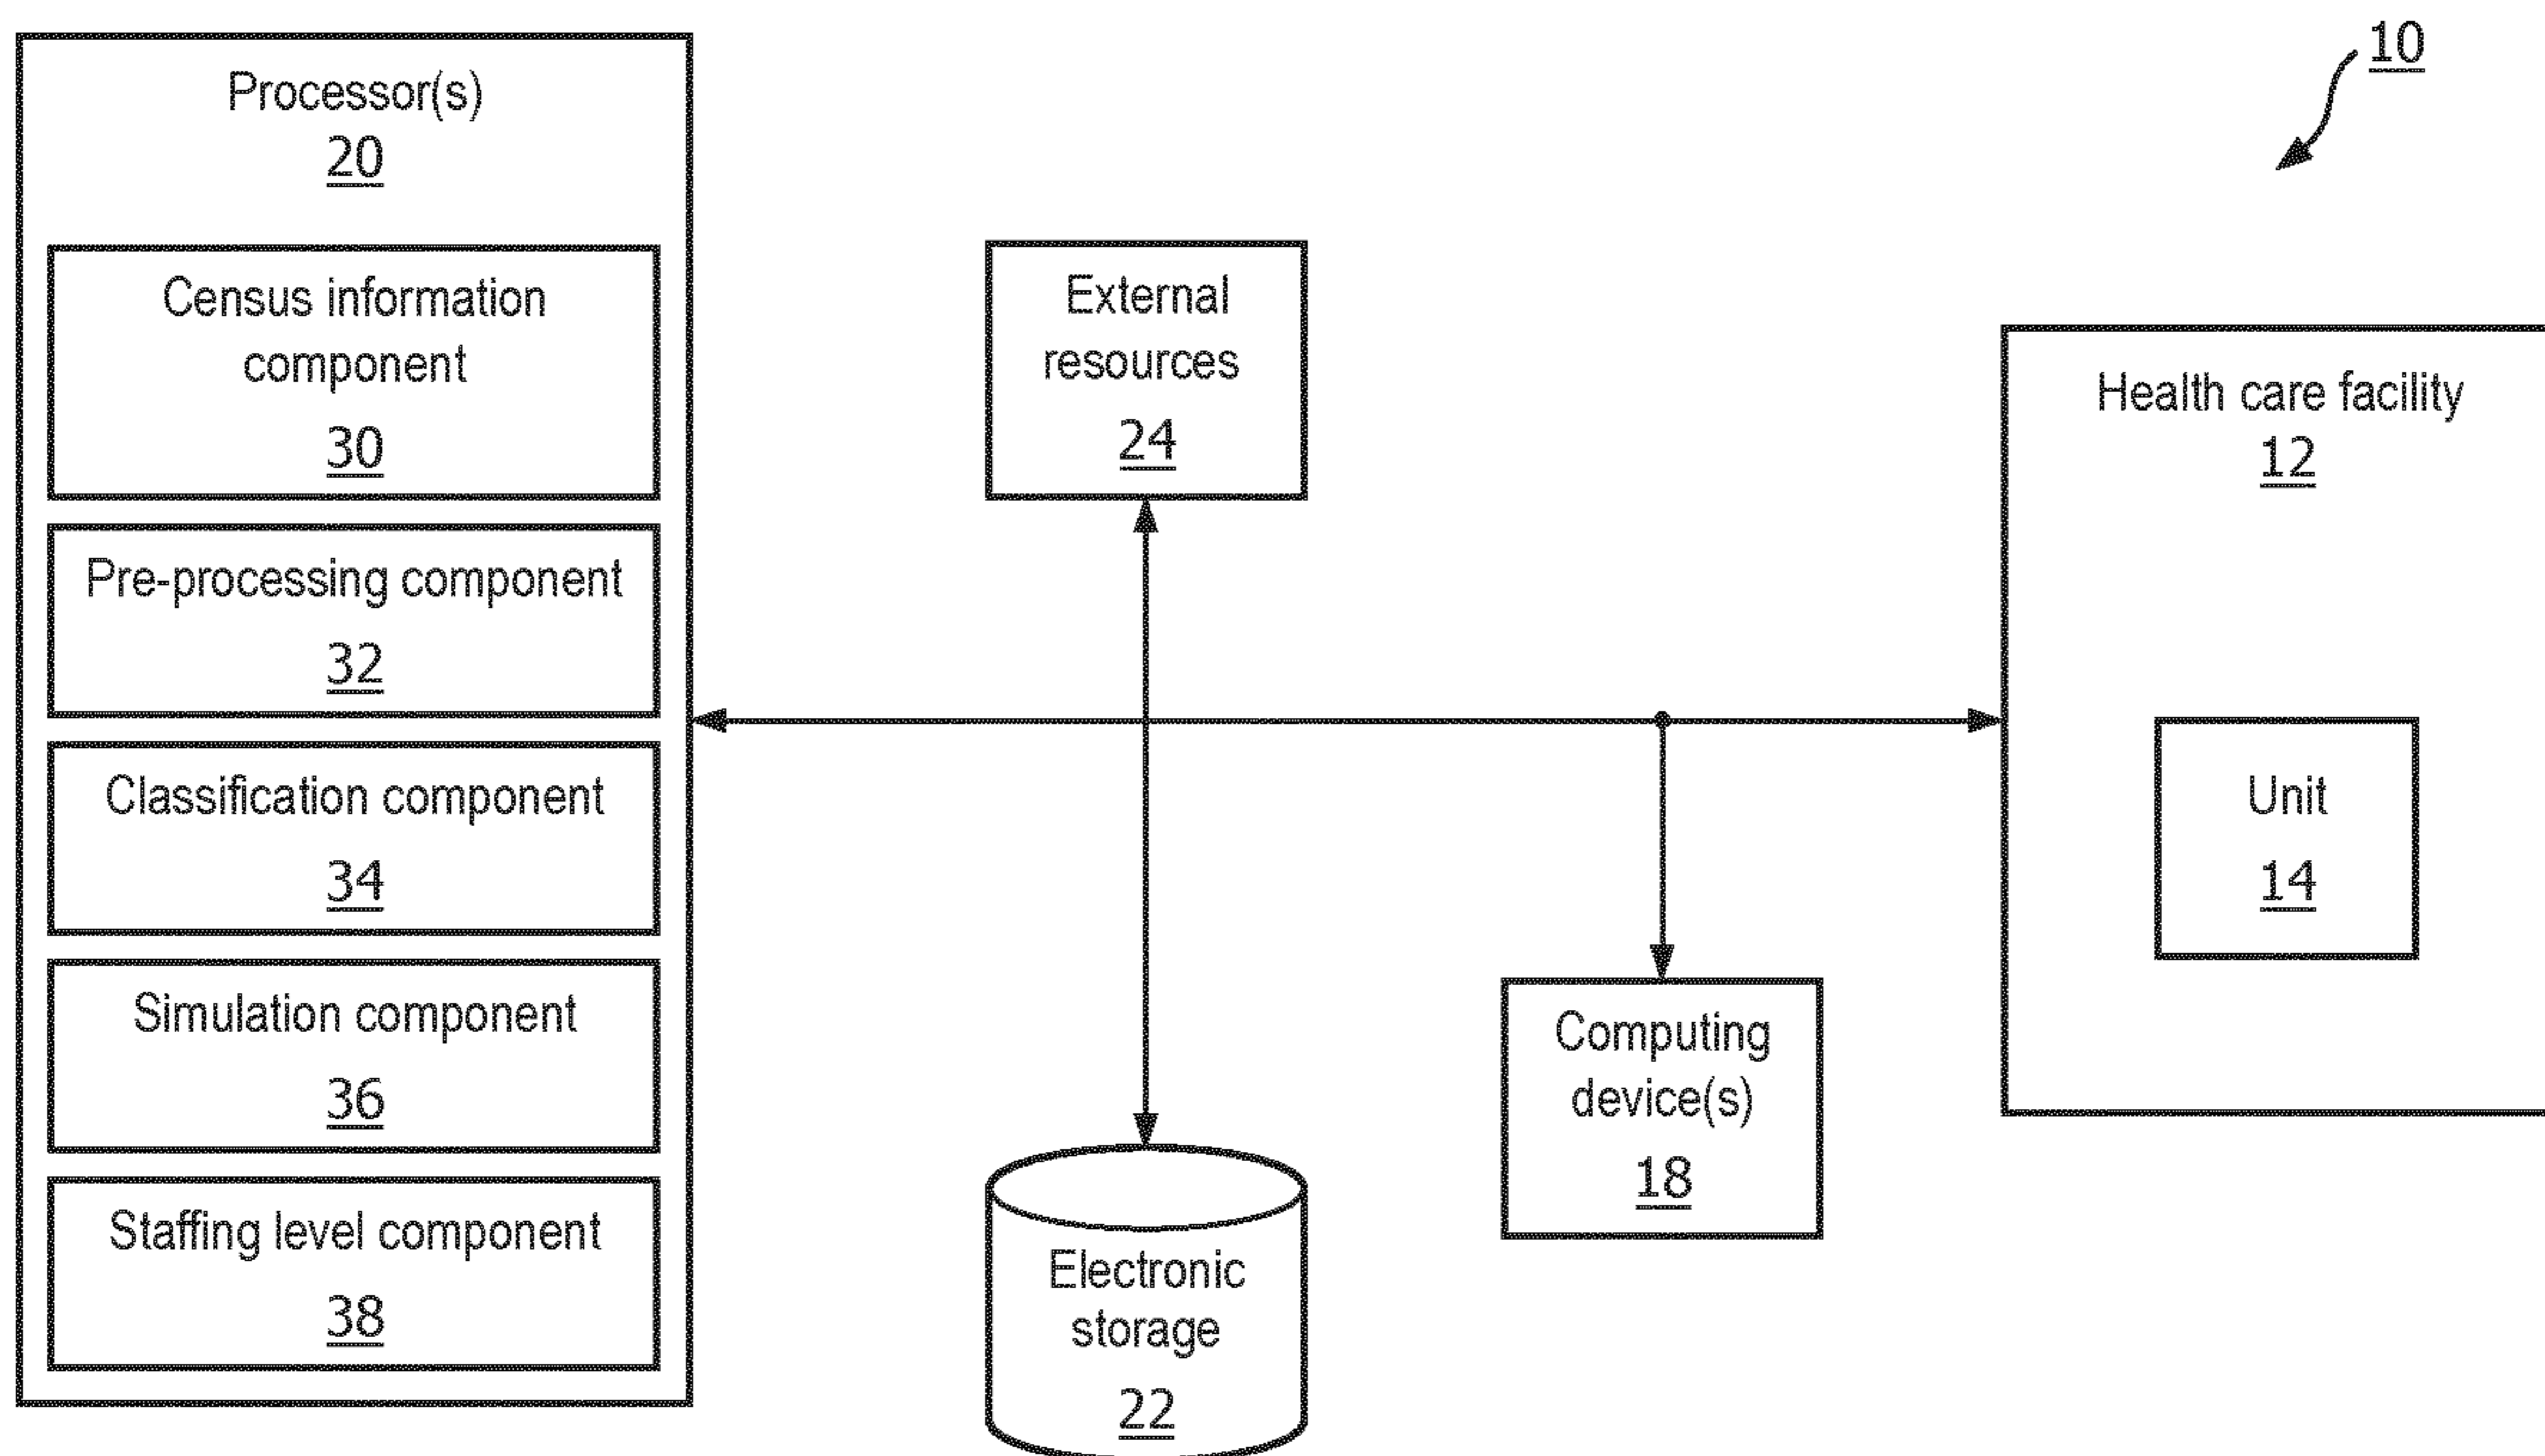 10
Processor(s)
20
Census information
component
30
Pre-processing component
32
Classification component
34
Simulation component
36
Staffing level component
38
External
resources
24
Electronic
storage
22
Computing
device(s)
18
Health care facility
12
Unit
14